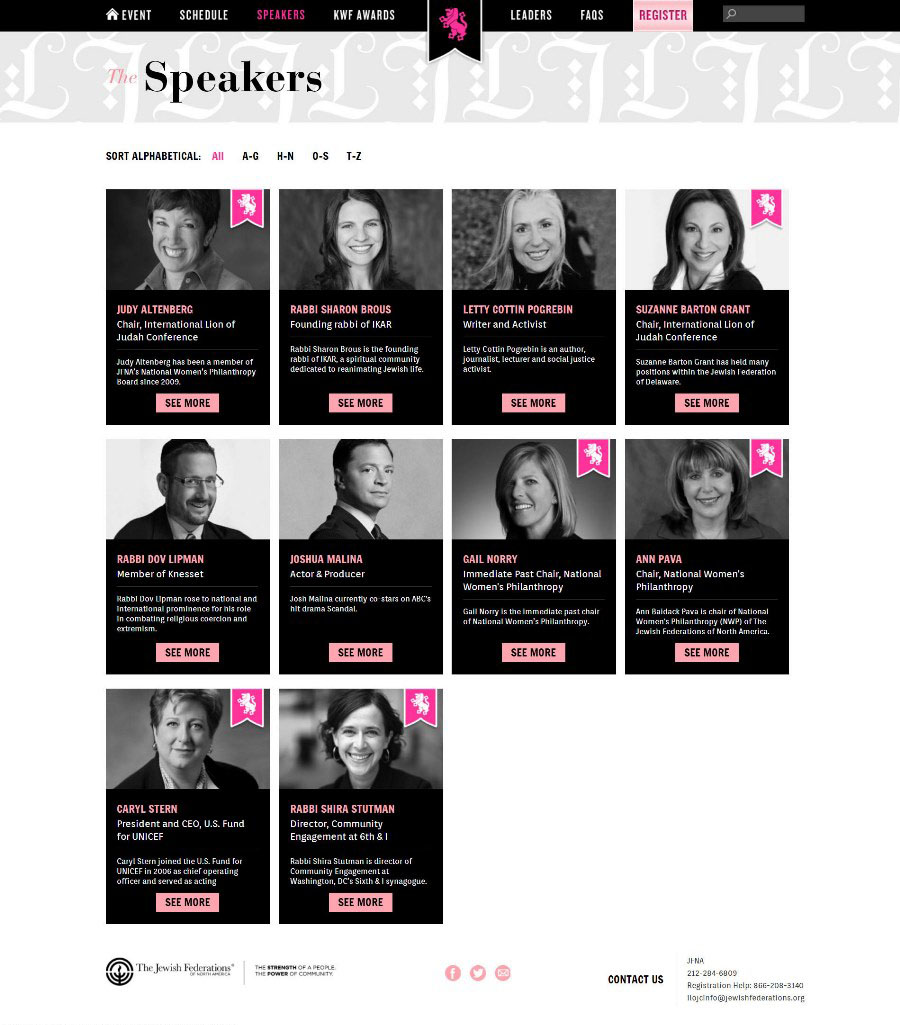 EVENT SCHEDULE SPEAKERS KWF AWARDS LEADERS FAQS REGISTER
The Speakers
SORT ALPHABETICAL: All A-G H-N O-S T-Z
JUDY ALTENBERG
Chair, International Lion of
Judah Conference
Judy Altenberg has been a member of
JFNA's National Women's Philanthropy
Board since 2009.
SEE MORE
RABBI SHARON BROUS
Founding rabbi of IKAR
Rabbi Sharon Brous is the founding
rabbi of IKAR, a spiritual community
dedicated to reanimating Jewish life.
SEE MORE
LETTY COTTIN POGREBIN
Writer and Activist
Letty Cottin Pogrebin is an author,
journalist, lecturer and social justice
activist.
SEE MORE
SUZANNE BARTON GRANT
Chair, International Lion of
Judah Conference
Suzanne Barton Grant has held many
positions within the Jewish Federation
of Delaware.
SEE MORE
RABBI DOV LIPMAN
Member of Knesset
Rabbi Dov Lipman rose to national and
international prominence for his role
in combating religious coercion and
extremism.
SEE MORE
JOSHUA MALINA
Actor & Producer
Josh Malina currently co-stars on ABC's
hit drama Scandal.
SEE MORE
GAIL NORRY
Immediate Past Chair, National
Women's Philanthropy
Gail Norry is the immediate past chair
of National Women's Philanthropy.
SEE MORE
ANN PAVA
Chair, National Women's
Philanthropy
Ann Baidack Pava is chair of National
Women's Philanthropy (NWP) of The
Jewish Federations of North America.
SEE MORE
CARYL STERN
President and CEO, U.S. Fund
for UNICEF
Caryl Stern joined the U.S. Fund for
UNICEF in 2006 as chief operating
officer and served as acting
SEE MORE
RABBI SHIRA STUTMAN
Director, Community
Engagement at 6th & I
Rabbi Shira Stutman is director of
Community Engagement at
Washington, DC's Sixth & I synagogue.
SEE MORE
The Jewish Federations®
OF NORTH AMERICA
THE STRENGTH OF A PEOPLE.
THE POWER OF COMMUNITY.
CONTACT US
JFNA
212-284-6809
Registration Help: 866-208-3140
llojcinfo@jewishfederations.org